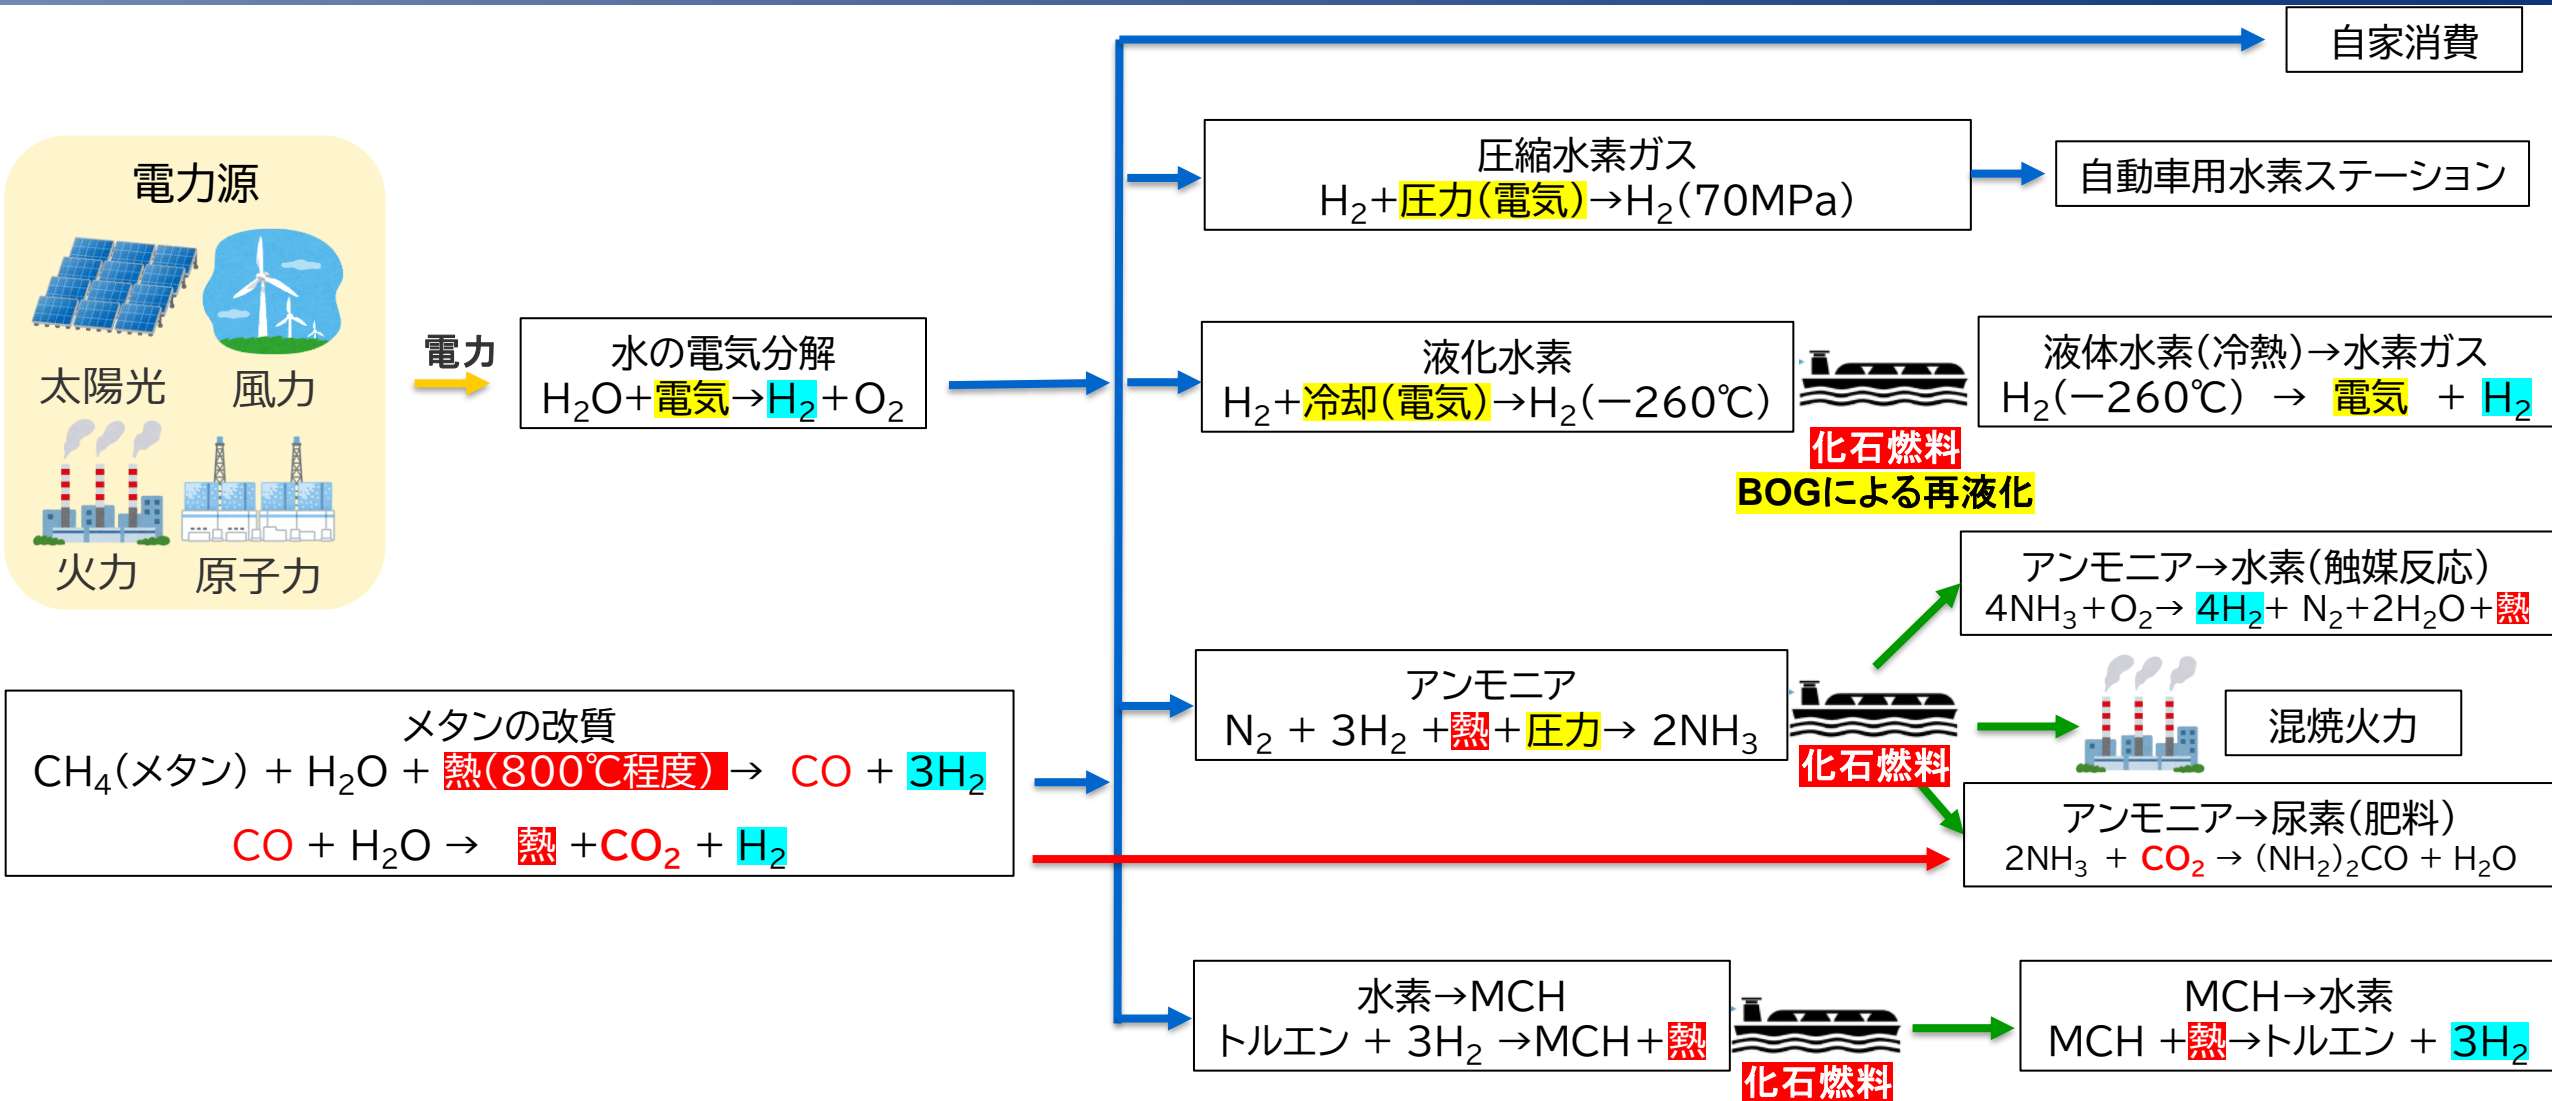 自家消費
圧縮水素ガス
H₂+圧力(電気)→H₂(70MPa)
自動車用水素ステーション
電力源
太陽光
風力
火力
原子力
電力
水の電気分解
H₂O+電気→H₂+O₂
液化水素
H₂+冷却(電気)→H₂(ー260℃)
化石燃料
BOGによる再液化
液体水素(冷熱)→水素ガス
H₂(ー260℃) → 電気 + H₂
アンモニア→水素(触媒反応)
4NH₃+O₂→ 4H₂+ N₂+2H₂O+熱
アンモニア
N₂ + 3H₂ +熱+圧力→ 2NH₃
化石燃料
混焼火力
メタンの改質
CH₄(メタン) + H₂O + 熱(800℃程度)→ CO + 3H₂
CO + H₂O → 熱 +CO₂ + H₂
アンモニア→尿素(肥料)
2NH₃ + CO₂ → (NH₂)₂CO + H₂O
水素→MCH
トルエン + 3H₂ →MCH+熱
化石燃料
MCH→水素
MCH +熱→トルエン + 3H₂